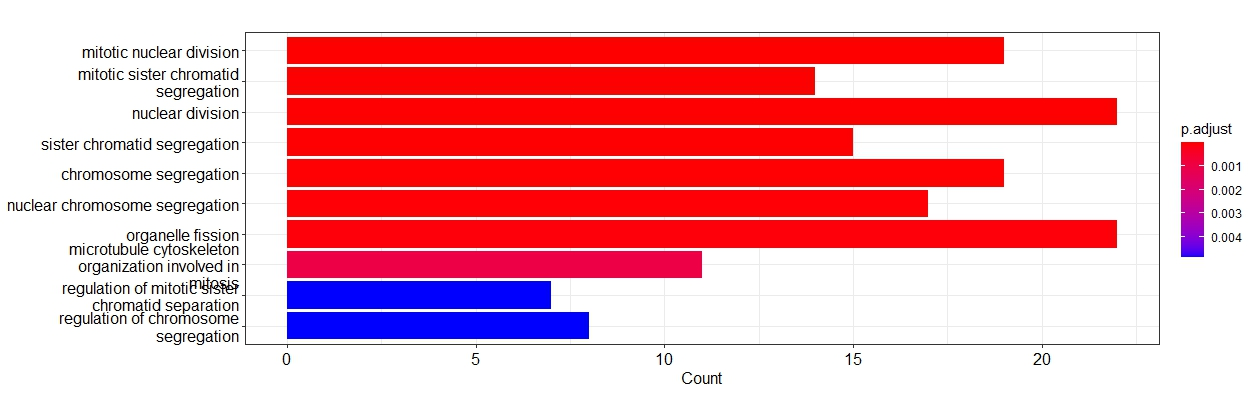 mitotic nuclear division
mitotic sister chromatid
segregation
nuclear division
sister chromatid segregation
chromosome segregation
nuclear chromosome segregation
organelle fission
microtubule cytoskeleton
organization involved in
mitosis
regulation of mitotic sister
chromatid separation
regulation of chromosome
segregation
0 5 10 15 20
Count
p.adjust
0.001
0.002
0.003
0.004